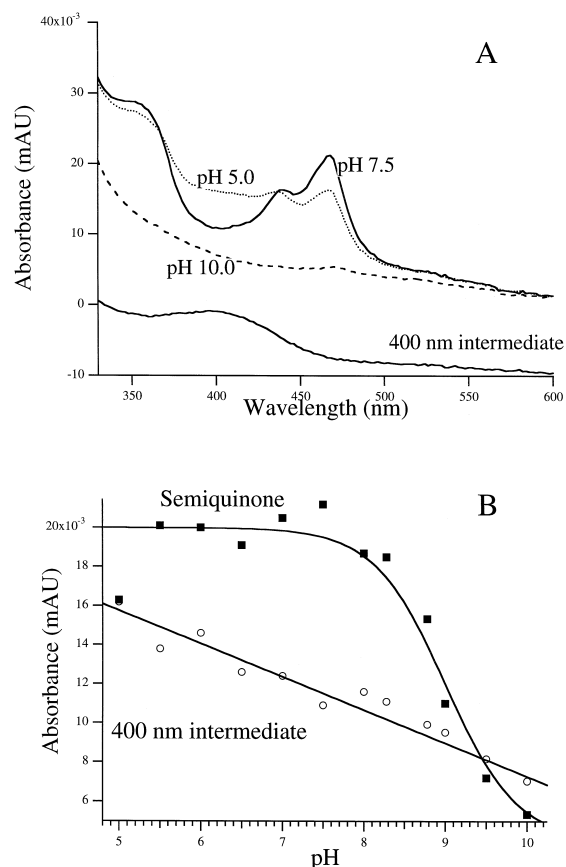 40x10⁻³
A
30
Absorbance (mAU)
20
pH 5.0
pH 7.5
10
pH 10.0
0
400 nm intermediate
-10
350 400 450 500 550 600
Wavelength (nm)
Semiquinone
B
20x10⁻³
18
16
Absorbance (mAU)
14
12
400 nm intermediate
10
8
6
5 6 7 8 9 10
pH